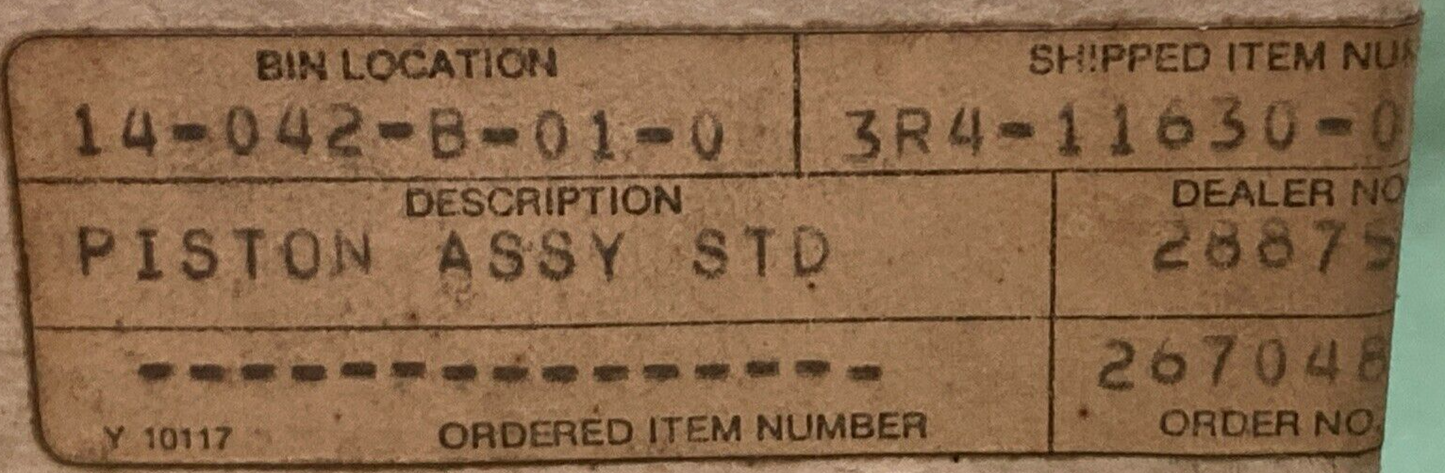 BIN LOCATION SHIPPED ITEM NUM
14-042-B-01-0 3R4-11630-0
DESCRIPTION DEALER NO
PISTON ASSY STD 28875
--------------- 267048
Y 10117 ORDERED ITEM NUMBER ORDER NO.